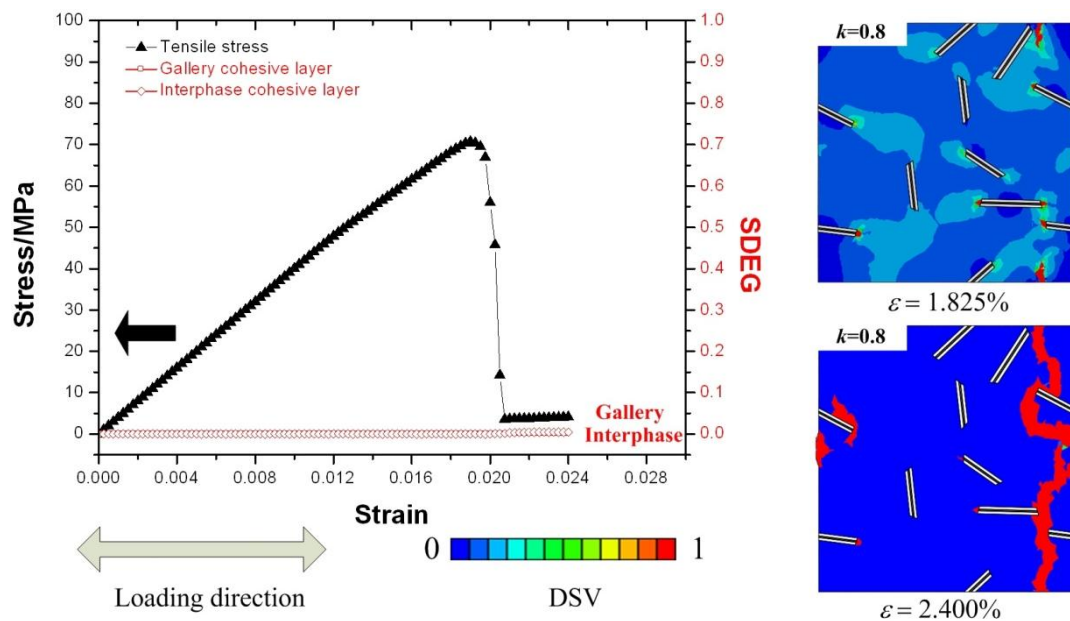 Stress/MPa
100
90
80
70
60
50
40
30
20
10
0
Tensile stress
Gallery cohesive layer
Interphase cohesive layer
Gallery
Interphase
1.0
0.9
0.8
0.7
0.6
0.5
0.4
0.3
0.2
0.1
0.0
SDEG
0.000 0.004 0.008 0.012 0.016 0.020 0.024 0.028
Strain
Loading direction
0 1
DSV
k=0.8
ε = 1.825%
k=0.8
ε = 2.400%